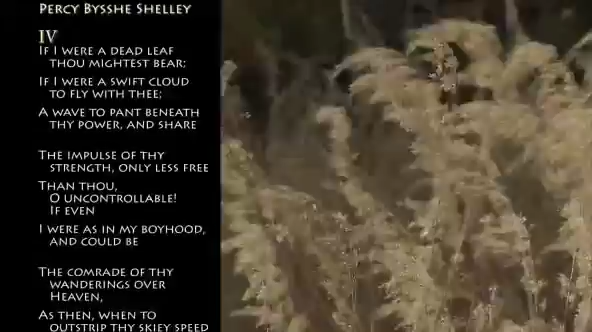 Percy Bysshe Shelley
IV
If I were a dead leaf
thou mightest bear;
If I were a swift cloud
to fly with thee;
A wave to pant beneath
thy power, and share
The impulse of thy
strength, only less free
Than thou,
O uncontrollable!
If even
I were as in my boyhood,
and could be
The comrade of thy
wanderings over
Heaven,
As then, when to
outstrip thy skiey speed